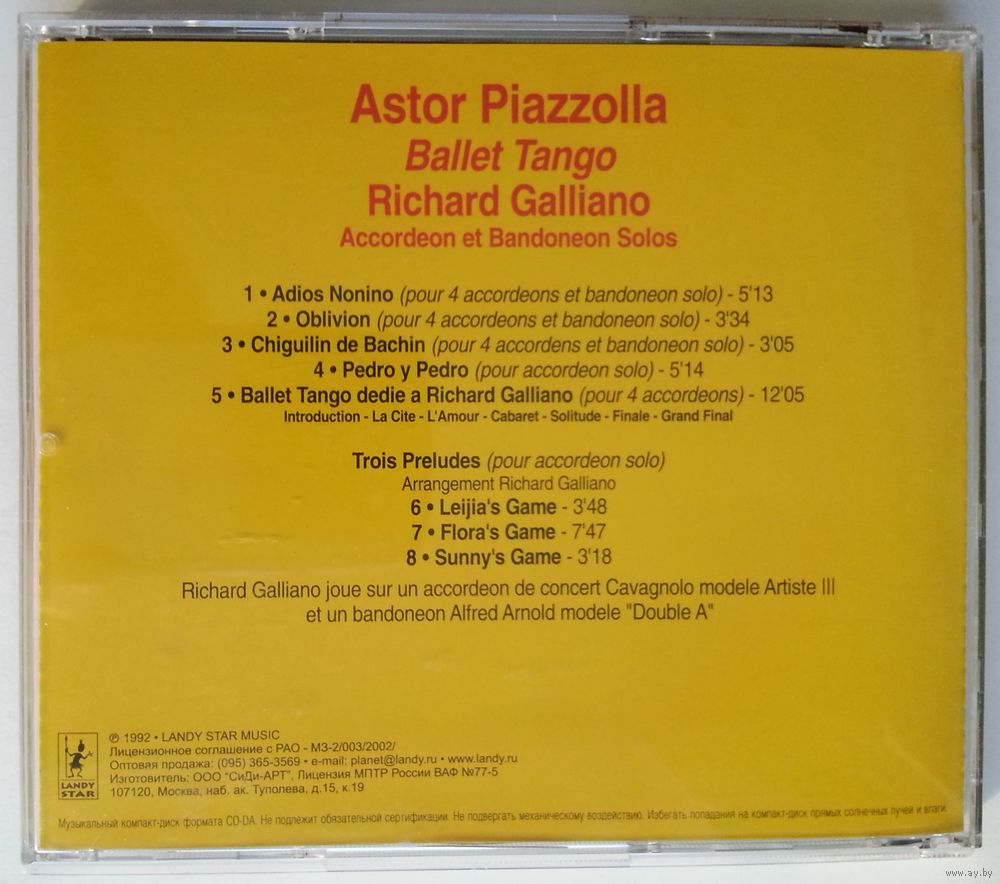 Astor Piazzolla
Ballet Tango
Richard Galliano
Accordeon et Bandoneon Solos
1 • Adios Nonino (pour 4 accordeons et bandoneon solo) - 5'13
2 • Oblivion (pour 4 accordeons et bandoneon solo) - 3'34
3 • Chiguilin de Bachin (pour 4 accordens et bandoneon solo) - 3'05
4 • Pedro y Pedro (pour accordeon solo) - 5'14
5 • Ballet Tango dedie a Richard Galliano (pour 4 accordeons) - 12'05
Introduction - La Cite - L'Amour - Cabaret - Solitude - Finale - Grand Final
Trois Preludes (pour accordeon solo)
Arrangement Richard Galliano
6 • Leijia's Game - 3'48
7 • Flora's Game - 7'47
8 • Sunny's Game - 3'18
Richard Galliano joue sur un accordeon de concert Cavagnolo modele Artiste III
et un bandoneon Alfred Arnold modele "Double A"
℗ 1992 • LANDY STAR MUSIC
Лицензионное соглашение с РАО - МЗ-2/003/2002/
Оптовая продажа: (095) 365-3569 • e-mail: planet@landy.ru • www.landy.ru
Изготовитель: ООО "СиДи-АРТ", Лицензия МПТР России ВАФ №77-5
107120, Москва, наб. ак. Туполева, д.15, к.19
LANDY
STAR
Музыкальный компакт-диск формата CD-DA. Не подлежит обязательной сертификации. Не подвергать механическому воздействию. Избегать попадания на компакт-диск прямых солнечных лучей и влаги.
www.ay.by